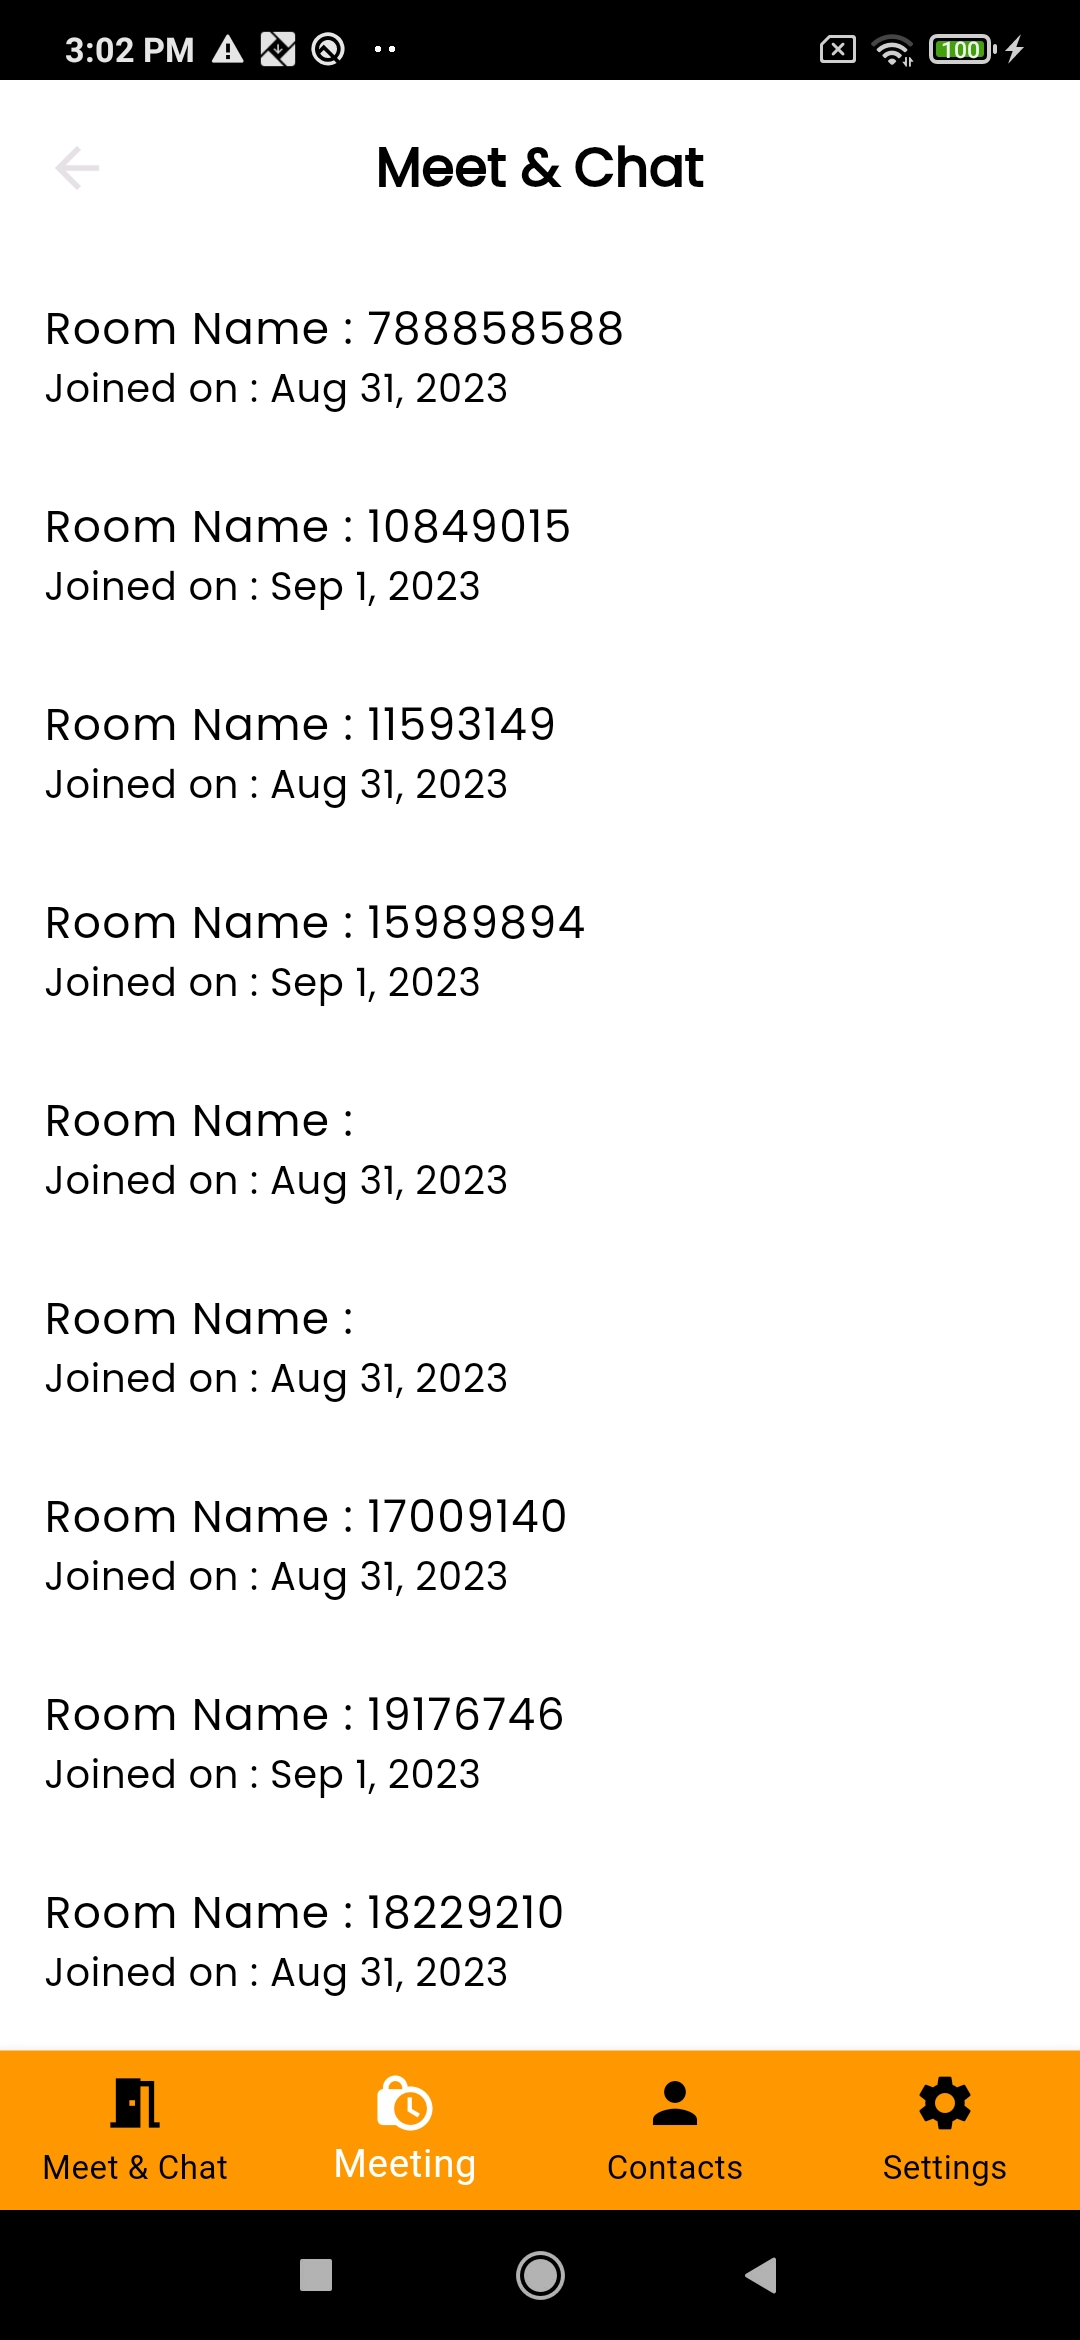 3:02 PM
100
Meet & Chat
Room Name : 788858588
Joined on : Aug 31, 2023
Room Name : 10849015
Joined on : Sep 1, 2023
Room Name : 11593149
Joined on : Aug 31, 2023
Room Name : 15989894
Joined on : Sep 1, 2023
Room Name :
Joined on : Aug 31, 2023
Room Name :
Joined on : Aug 31, 2023
Room Name : 17009140
Joined on : Aug 31, 2023
Room Name : 19176746
Joined on : Sep 1, 2023
Room Name : 18229210
Joined on : Aug 31, 2023
Meet & Chat
Meeting
Contacts
Settings